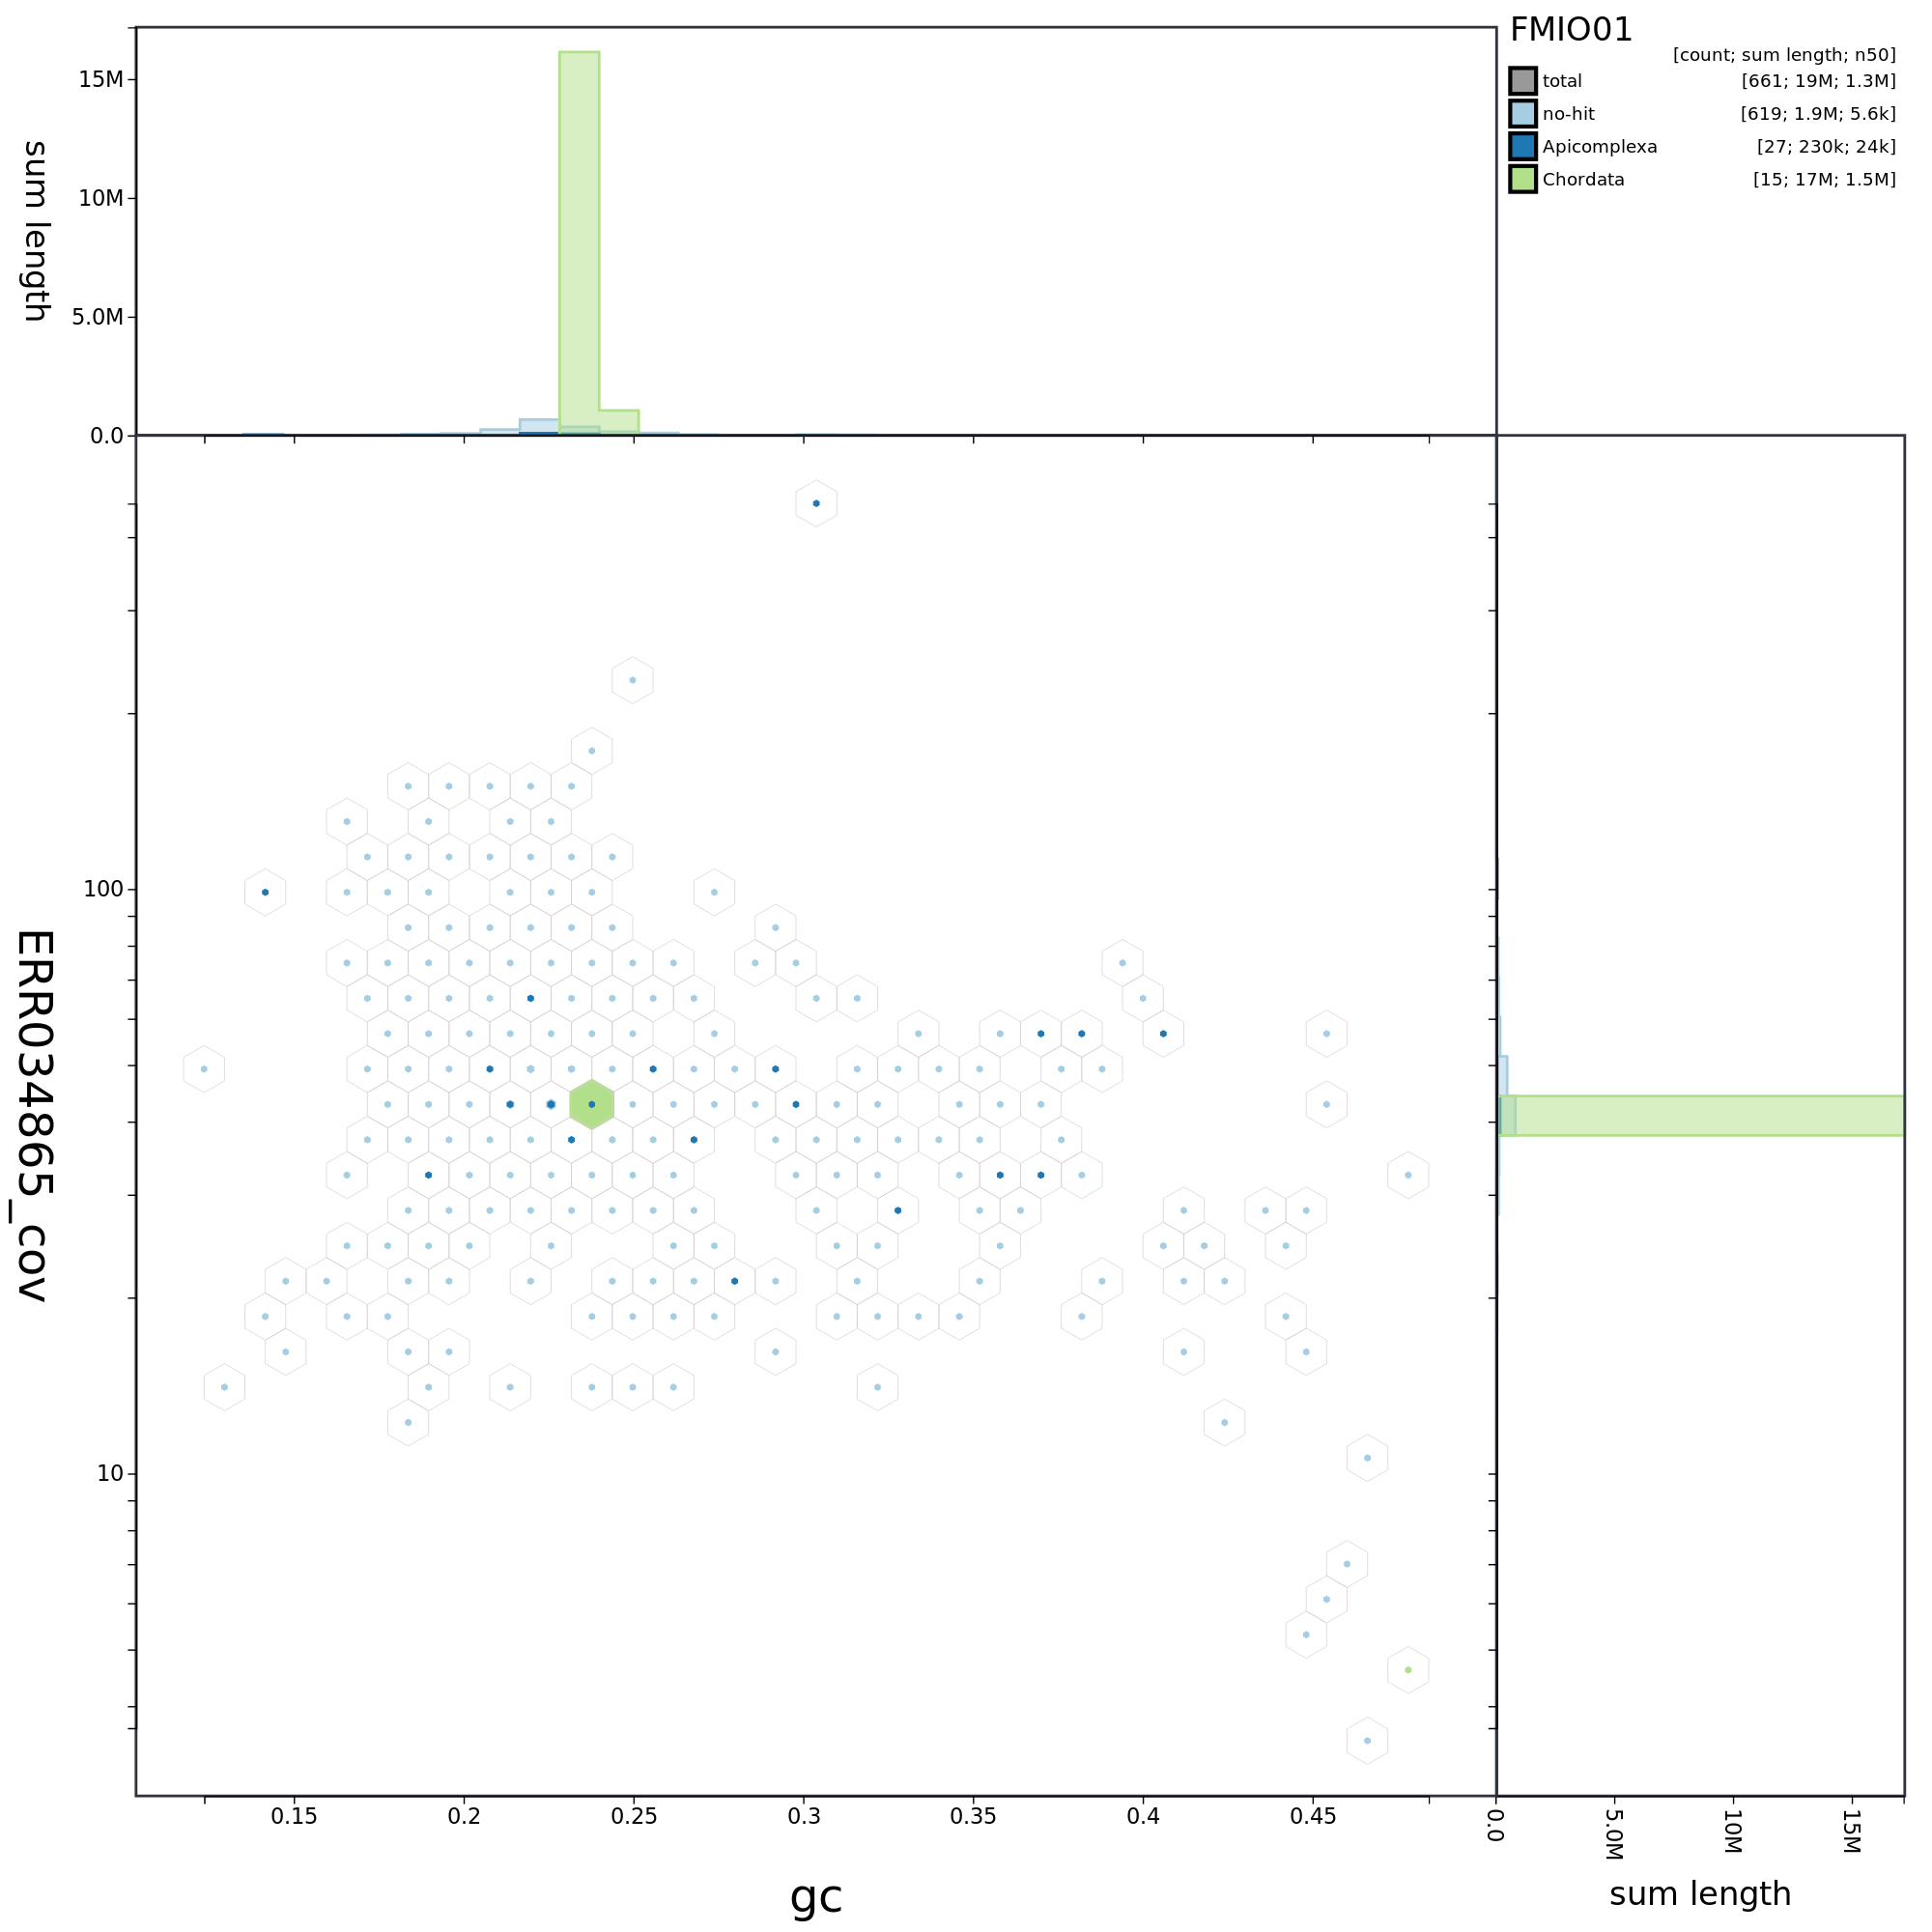 FMIO01
[count; sum length; n50]
total [661; 19M; 1.3M]
no-hit [619; 1.9M; 5.6k]
Apicomplexa [27; 230k; 24k]
Chordata [15; 17M; 1.5M]
sum length
15M
10M
5.0M
0.0
ERR034865_cov
100
10
0.15 0.2 0.25 0.3 0.35 0.4 0.45
gc
0.0 5.0M 10M 15M
sum length